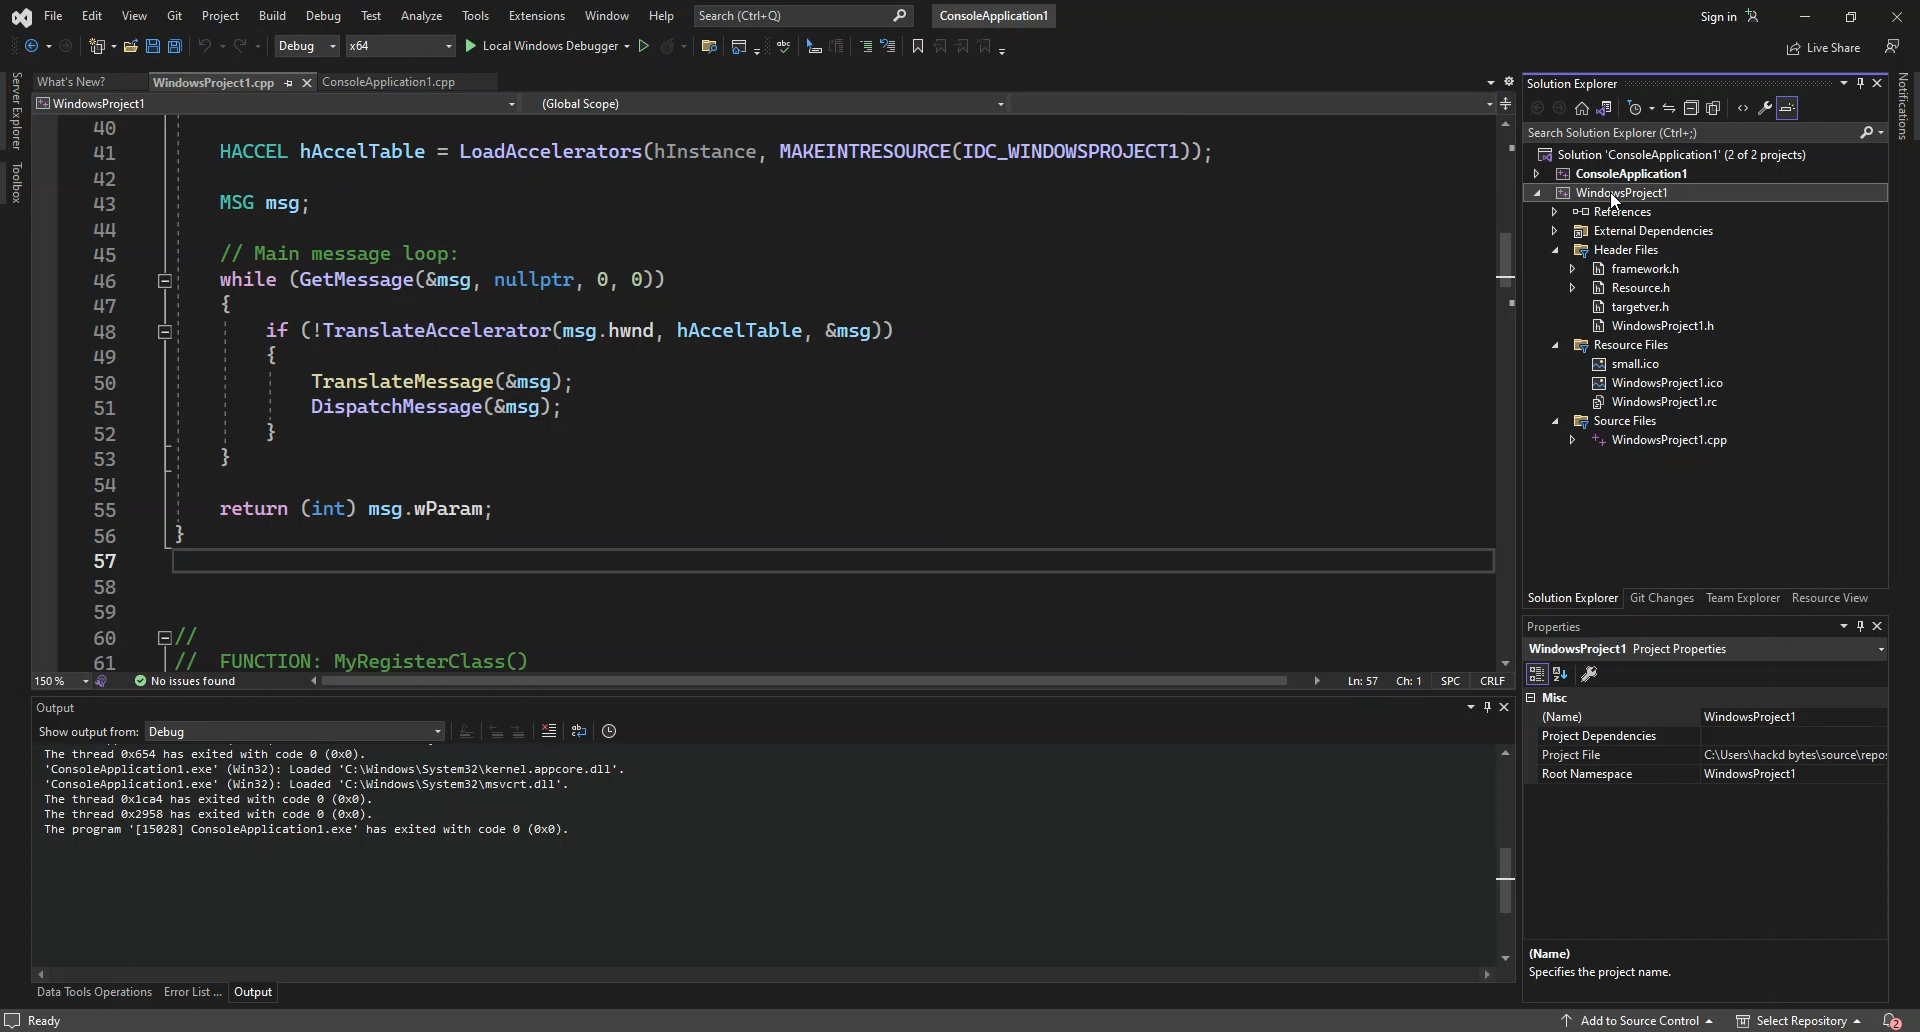 File Edit View Git Project Build Debug Test Analyze Tools Extensions Window Help Search (Ctrl+Q) ConsoleApplication1 Sign in
Debug x64 Local Windows Debugger Live Share
Server Explorer
Toolbox
Notifications
What's New? WindowsProject1.cpp ConsoleApplication1.cpp
WindowsProject1 (Global Scope)
40
41 HACCEL hAccelTable = LoadAccelerators(hInstance, MAKEINTRESOURCE(IDC_WINDOWSPROJECT1));
42
43 MSG msg;
44
45 // Main message loop:
46 while (GetMessage(&msg, nullptr, 0, 0))
47 {
48 if (!TranslateAccelerator(msg.hwnd, hAccelTable, &msg))
49 {
50 TranslateMessage(&msg);
51 DispatchMessage(&msg);
52 }
53 }
54
55 return (int) msg.wParam;
56 }
57
58
59
60 //
61 // FUNCTION: MyRegisterClass()
150 % No issues found Ln: 57 Ch: 1 SPC CRLF
Output
Show output from: Debug
The thread 0x654 has exited with code 0 (0x0).
'ConsoleApplication1.exe' (Win32): Loaded 'C:\Windows\System32\kernel.appcore.dll'.
'ConsoleApplication1.exe' (Win32): Loaded 'C:\Windows\System32\msvcrt.dll'.
The thread 0x1ca4 has exited with code 0 (0x0).
The thread 0x2958 has exited with code 0 (0x0).
The program '[15028] ConsoleApplication1.exe' has exited with code 0 (0x0).
Data Tools Operations Error List ... Output
Solution Explorer
Search Solution Explorer (Ctrl+;)
Solution 'ConsoleApplication1' (2 of 2 projects)
ConsoleApplication1
WindowsProject1
References
External Dependencies
Header Files
framework.h
Resource.h
targetver.h
WindowsProject1.h
Resource Files
small.ico
WindowsProject1.ico
WindowsProject1.rc
Source Files
WindowsProject1.cpp
Solution Explorer Git Changes Team Explorer Resource View
Properties
WindowsProject1 Project Properties
Misc
(Name) WindowsProject1
Project Dependencies
Project File C:\Users\hackd bytes\source\repos
Root Namespace WindowsProject1
(Name)
Specifies the project name.
Ready Add to Source Control Select Repository 2